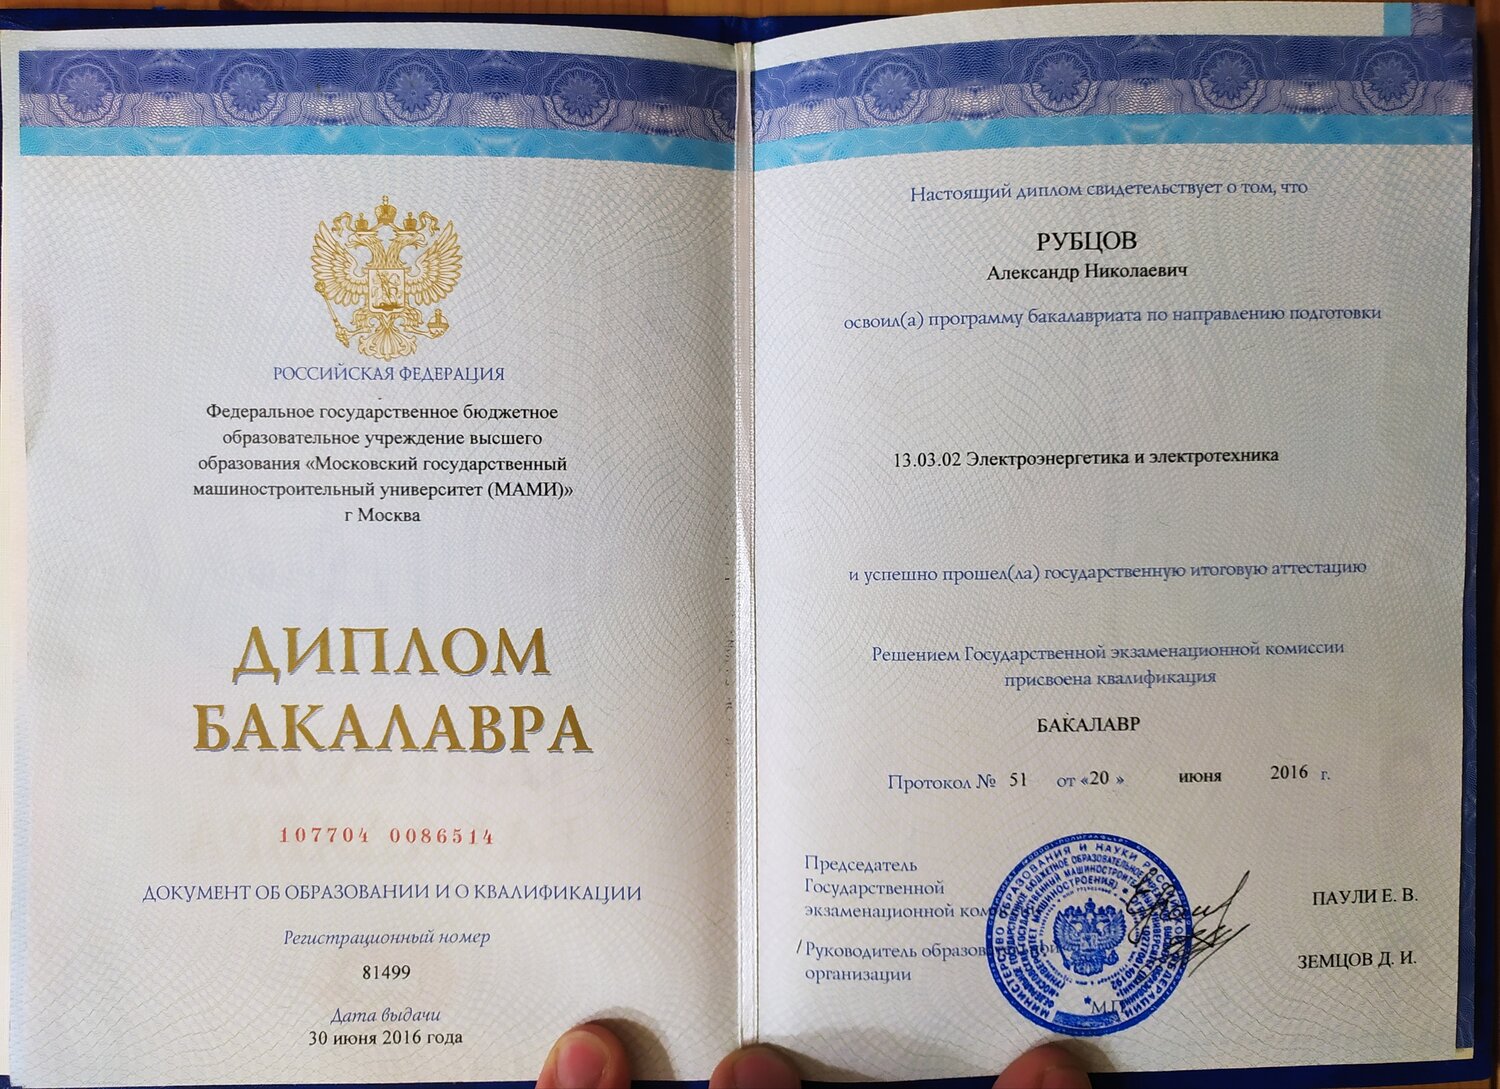 РОССИЙСКАЯ ФЕДЕРАЦИЯ
Федеральное государственное бюджетное
образовательное учреждение высшего
образования «Московский государственный
машиностроительный университет (МАМИ)»
г Москва
ДИПЛОМ
БАКАЛАВРА
107704 0086514
ДОКУМЕНТ ОБ ОБРАЗОВАНИИ И О КВАЛИФИКАЦИИ
Регистрационный номер
81499
Дата выдачи
30 июня 2016 года
Настоящий диплом свидетельствует о том, что
РУБЦОВ
Александр Николаевич
освоил(а) программу бакалавриата по направлению подготовки
13.03.02 Электроэнергетика и электротехника
и успешно прошел(ла) государственную итоговую аттестацию
Решением Государственной экзаменационной комиссии
присвоена квалификация
БАКАЛАВР
Протокол № 51 от «20 » июня 2016 г.
Председатель
Государственной
экзаменационной
ПАУЛИ Е. В.
/Руководитель
организации
ЗЕМЦОВ Д. И.
М.П.